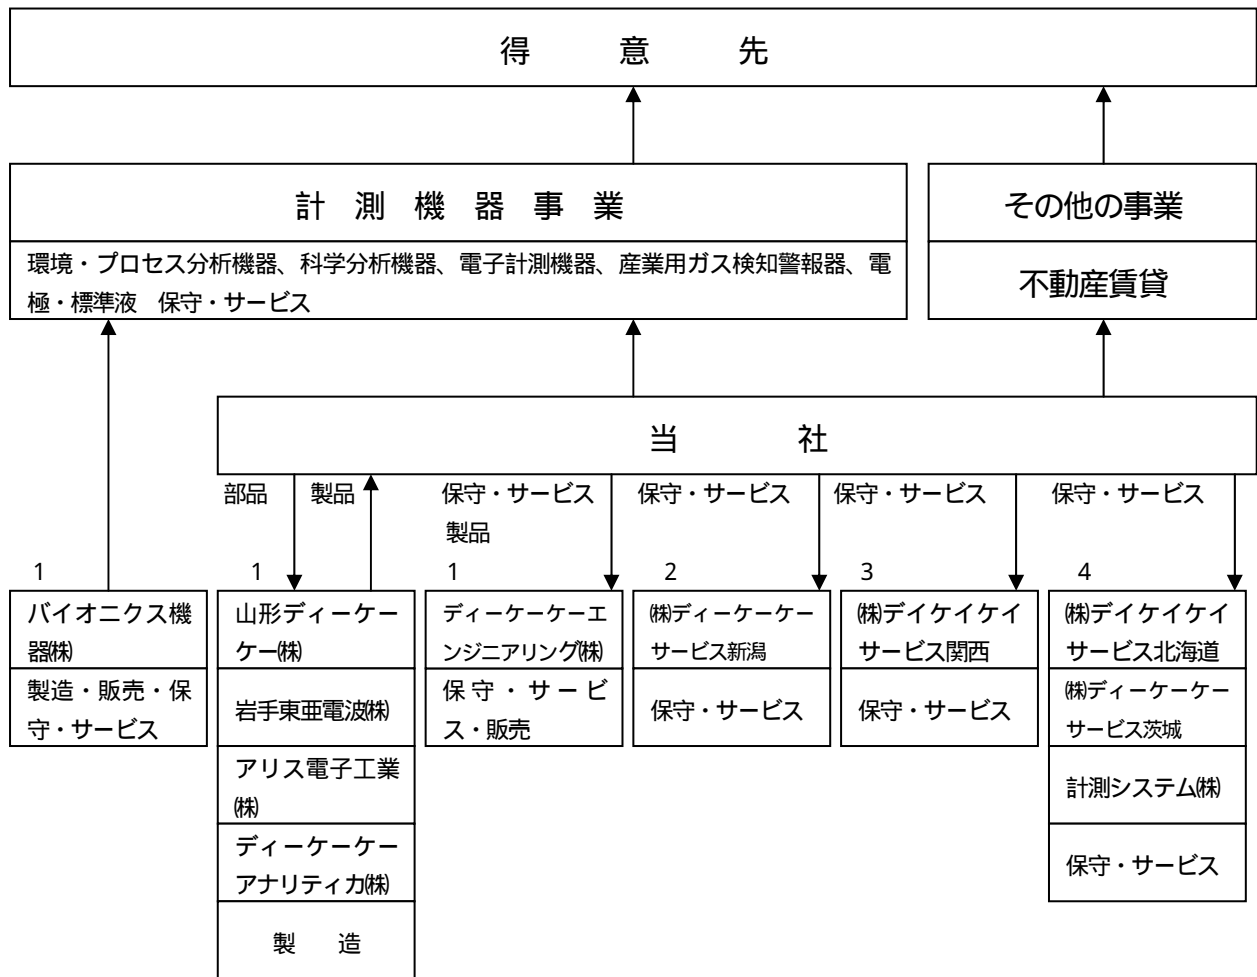 得意先
計測機器事業
その他の事業
環境・プロセス分析機器、科学分析機器、電子計測機器、産業用ガス検知警報器、電
極・標準液　保守・サービス
不動産賃貸
当社
部品
製品
保守・サービス
製品
保守・サービス
保守・サービス
保守・サービス
1
バイオニクス機
器㈱
製造・販売・保
守・サービス
1
山形ディーケー
ケー㈱
岩手東亜電波㈱
アリス電子工業
㈱
ディーケーケー
アナリティカ㈱
製造
1
ディーケーケーエ
ンジニアリング㈱
保守・サービ
ス・販売
2
㈱ディーケーケー
サービス新潟
保守・サービス
3
㈱デイケイケイ
サービス関西
保守・サービス
4
㈱デイケイケイ
サービス北海道
㈱ディーケーケー
サービス茨城
計測システム㈱
保守・サービス